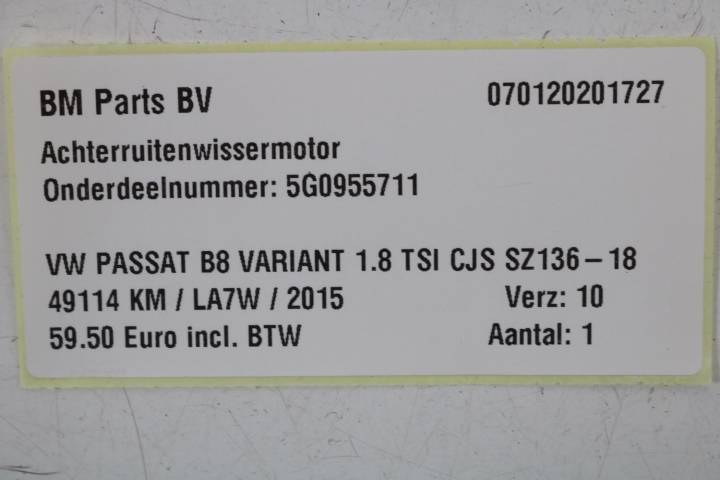 BM Parts BV 070120201727
Achterruitenwissermotor
Onderdeelnummer: 5G0955711
VW PASSAT B8 VARIANT 1.8 TSI CJS SZ136-18
49114 KM / LA7W / 2015 Verz: 10
59.50 Euro incl. BTW Aantal: 1